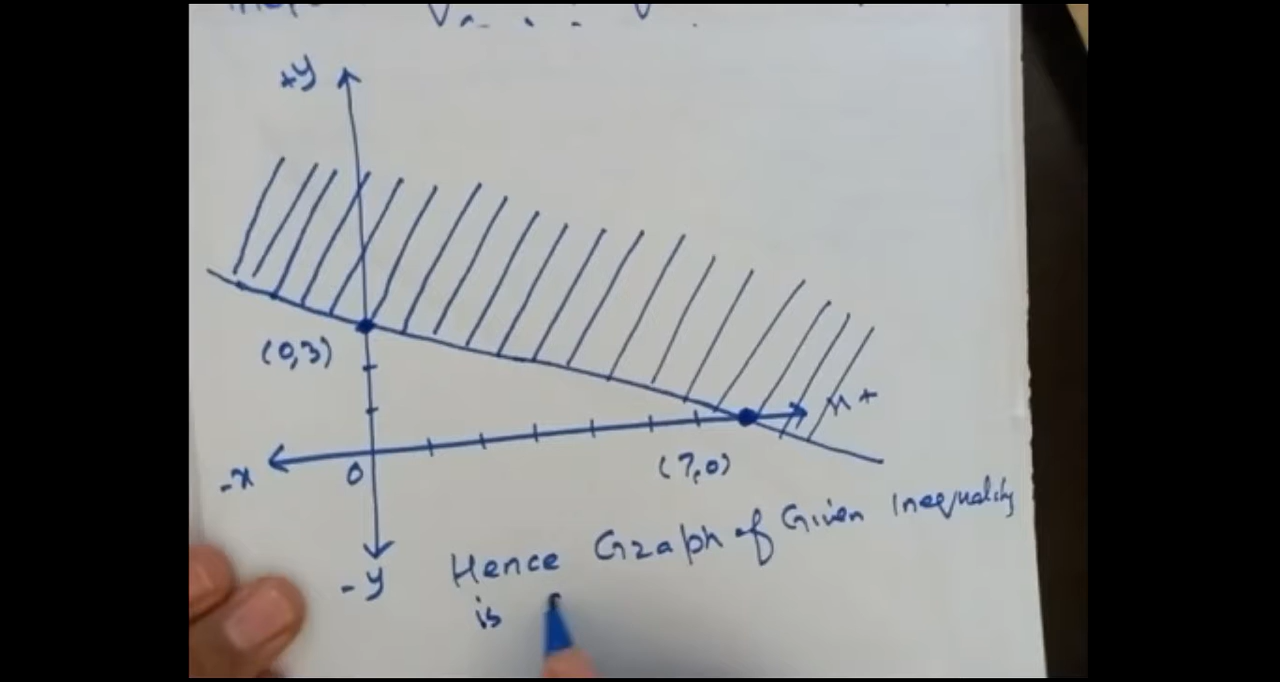 +y
(0,3)
x +
-x
0
(7,0)
-y
Hence Graph of Given Inequality
is